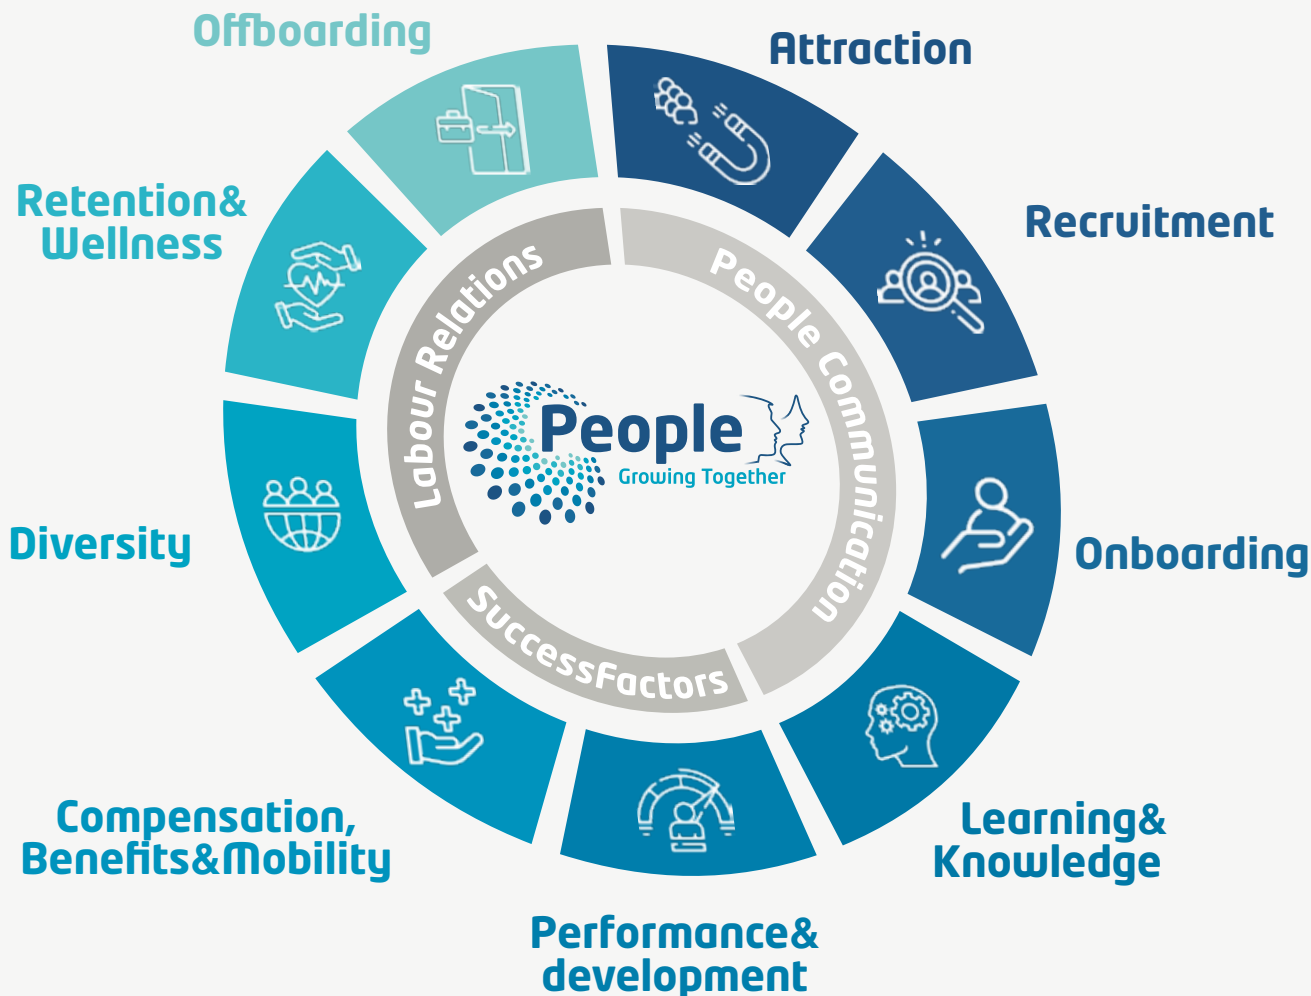 Offboarding
Attraction
Retention&
Wellness
Recruitment
Labour Relations
People Communication
People
Growing Together
Diversity
Onboarding
SuccessFactors
Compensation,
Benefits&Mobility
Learning&
Knowledge
Performance&
development